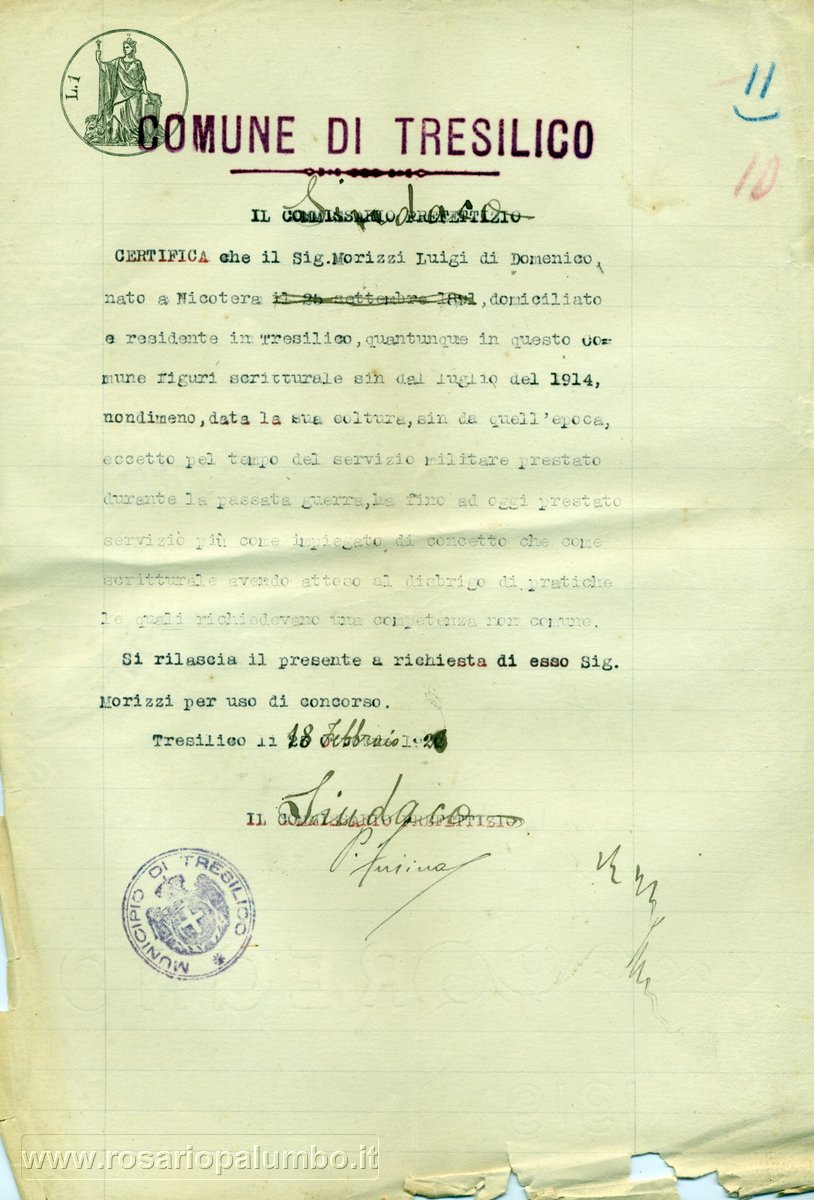 L.1
11
COMUNE DI TRESILICO
10
Sindaco
IL COMMISSARIO PREFETTIZIO
CERTIFICA che il Sig.Morizzi Luigi di Domenico,
nato a Nicotera il 25 settembre 1891,domiciliato
e residente in Tresilico,quantunque in questo Co=
mune figuri scritturale sin dal luglio del 1914,
nondimeno,data la sua coltura,sin da quell'epoca,
eccetto pel tempo del servizio militare prestato
durante la passata guerra,ha fino ad oggi prestato
servizio più come impiegato di concetto che come
scritturale avendo atteso al disbrigo di pratiche
le quali richiedevano una competenza non comune.
Si rilascia il presente a richiesta di esso Sig.
Morizzi per uso di concorso.
Tresilico li 18 Febbraio 192
Sindaco
IL COMMISSARIO PREFETTIZIO
MUNICIPIO DI TRESILICO
www.rosariopalumbo.it